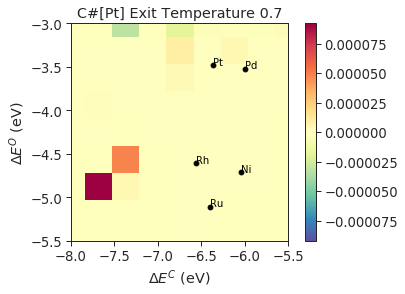 C#[Pt] Exit Temperature 0.7
−3.0
−3.5
−4.0
−4.5
−5.0
−5.5
ΔE^O (eV)
Pt
Pd
Rh
Ni
Ru
−8.0 −7.5 −7.0 −6.5 −6.0 −5.5
ΔE^C (eV)
0.000075
0.000050
0.000025
0.000000
−0.000025
−0.000050
−0.000075